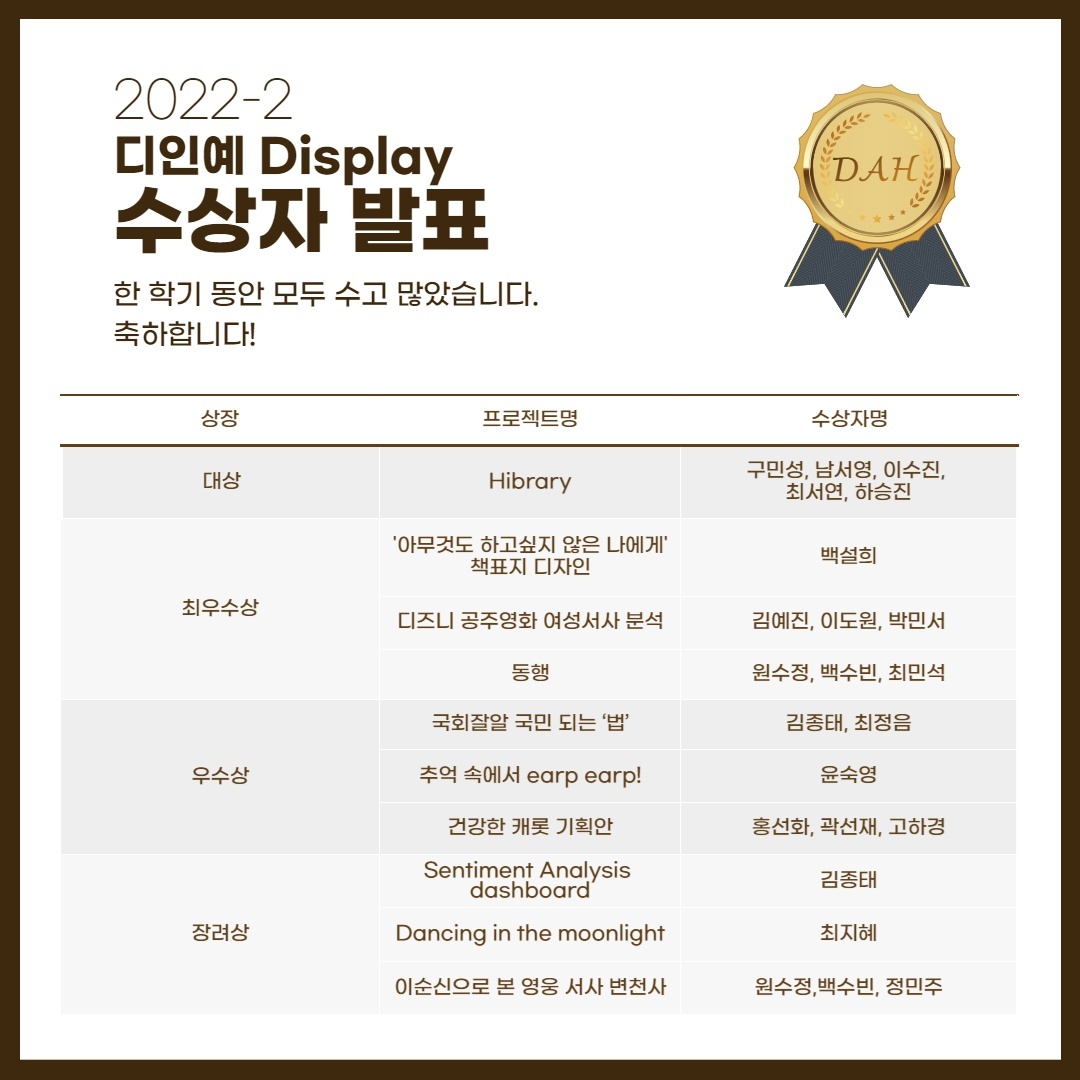 2022-2
디인예 Display
수상자 발표
한 학기 동안 모두 수고 많았습니다.
축하합니다!
DAH
상장 프로젝트명 수상자명
대상 Hibrary 구민성, 남서영, 이수진,
최서연, 하승진
최우수상
'아무것도 하고싶지 않은 나에게'
책표지 디자인
백설희
디즈니 공주영화 여성서사 분석 김예진, 이도원, 박민서
동행 원수정, 백수빈, 최민석
우수상
국회잘알 국민 되는 ‘법’ 김종태, 최정음
추억 속에서 earp earp! 윤숙영
건강한 캐롯 기획안 홍선화, 곽선재, 고하경
장려상
Sentiment Analysis
dashboard
김종태
Dancing in the moonlight 최지혜
이순신으로 본 영웅 서사 변천사 원수정,백수빈, 정민주